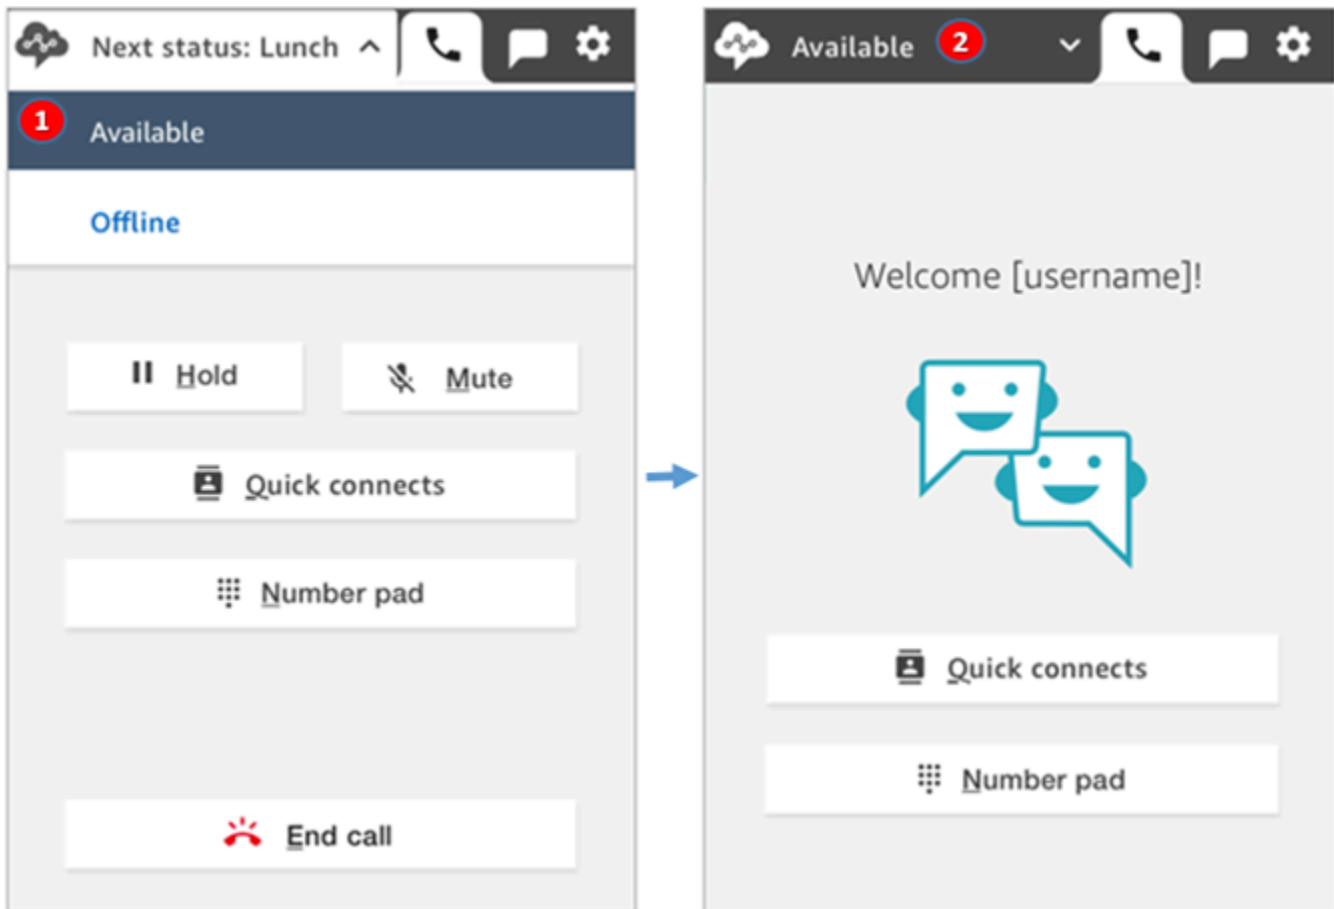 Next status: Lunch
1 Available
Offline
Hold Mute
Quick connects
Number pad
End call
Available 2
Welcome [username]!
Quick connects
Number pad